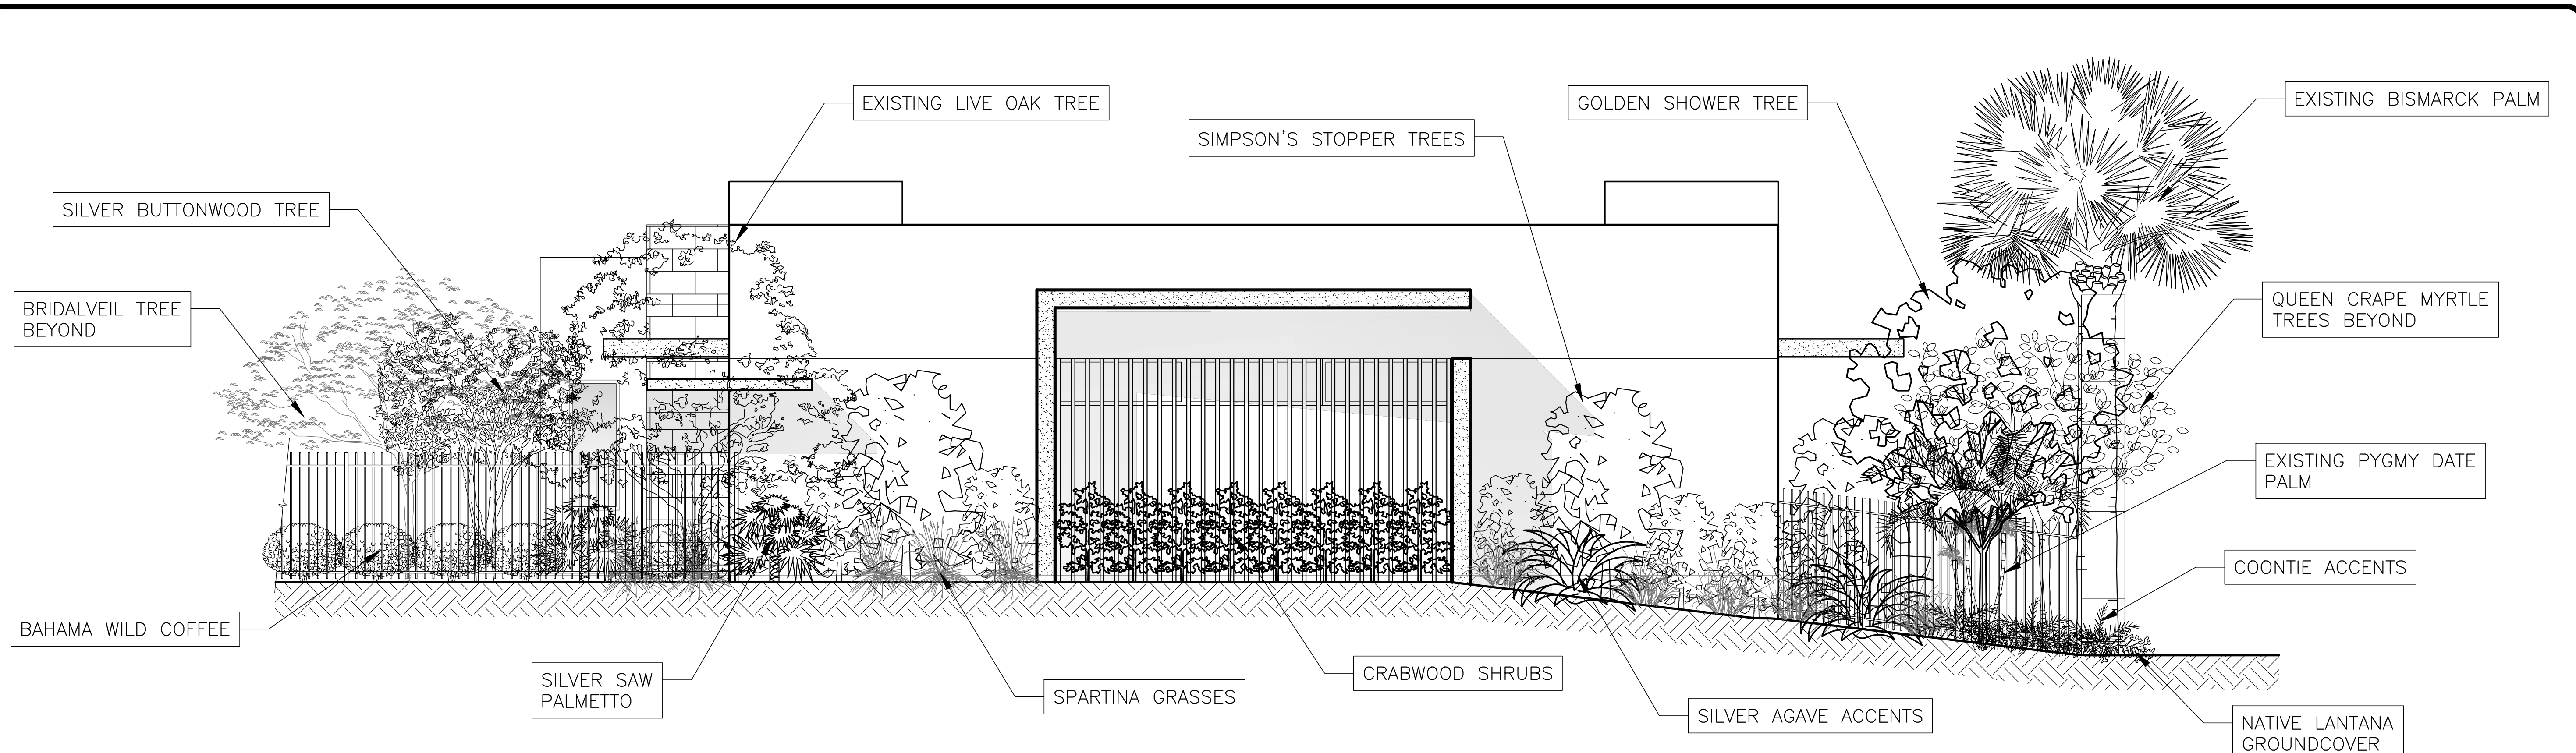 EXISTING LIVE OAK TREE
GOLDEN SHOWER TREE
EXISTING BISMARCK PALM
SIMPSON'S STOPPER TREES
SILVER BUTTONWOOD TREE
BRIDALVEIL TREE
BEYOND
QUEEN CRAPE MYRTLE
TREES BEYOND
EXISTING PYGMY DATE
PALM
COONTIE ACCENTS
BAHAMA WILD COFFEE
SILVER SAW
PALMETTO
SPARTINA GRASSES
CRABWOOD SHRUBS
SILVER AGAVE ACCENTS
NATIVE LANTANA
GROUNDCOVER